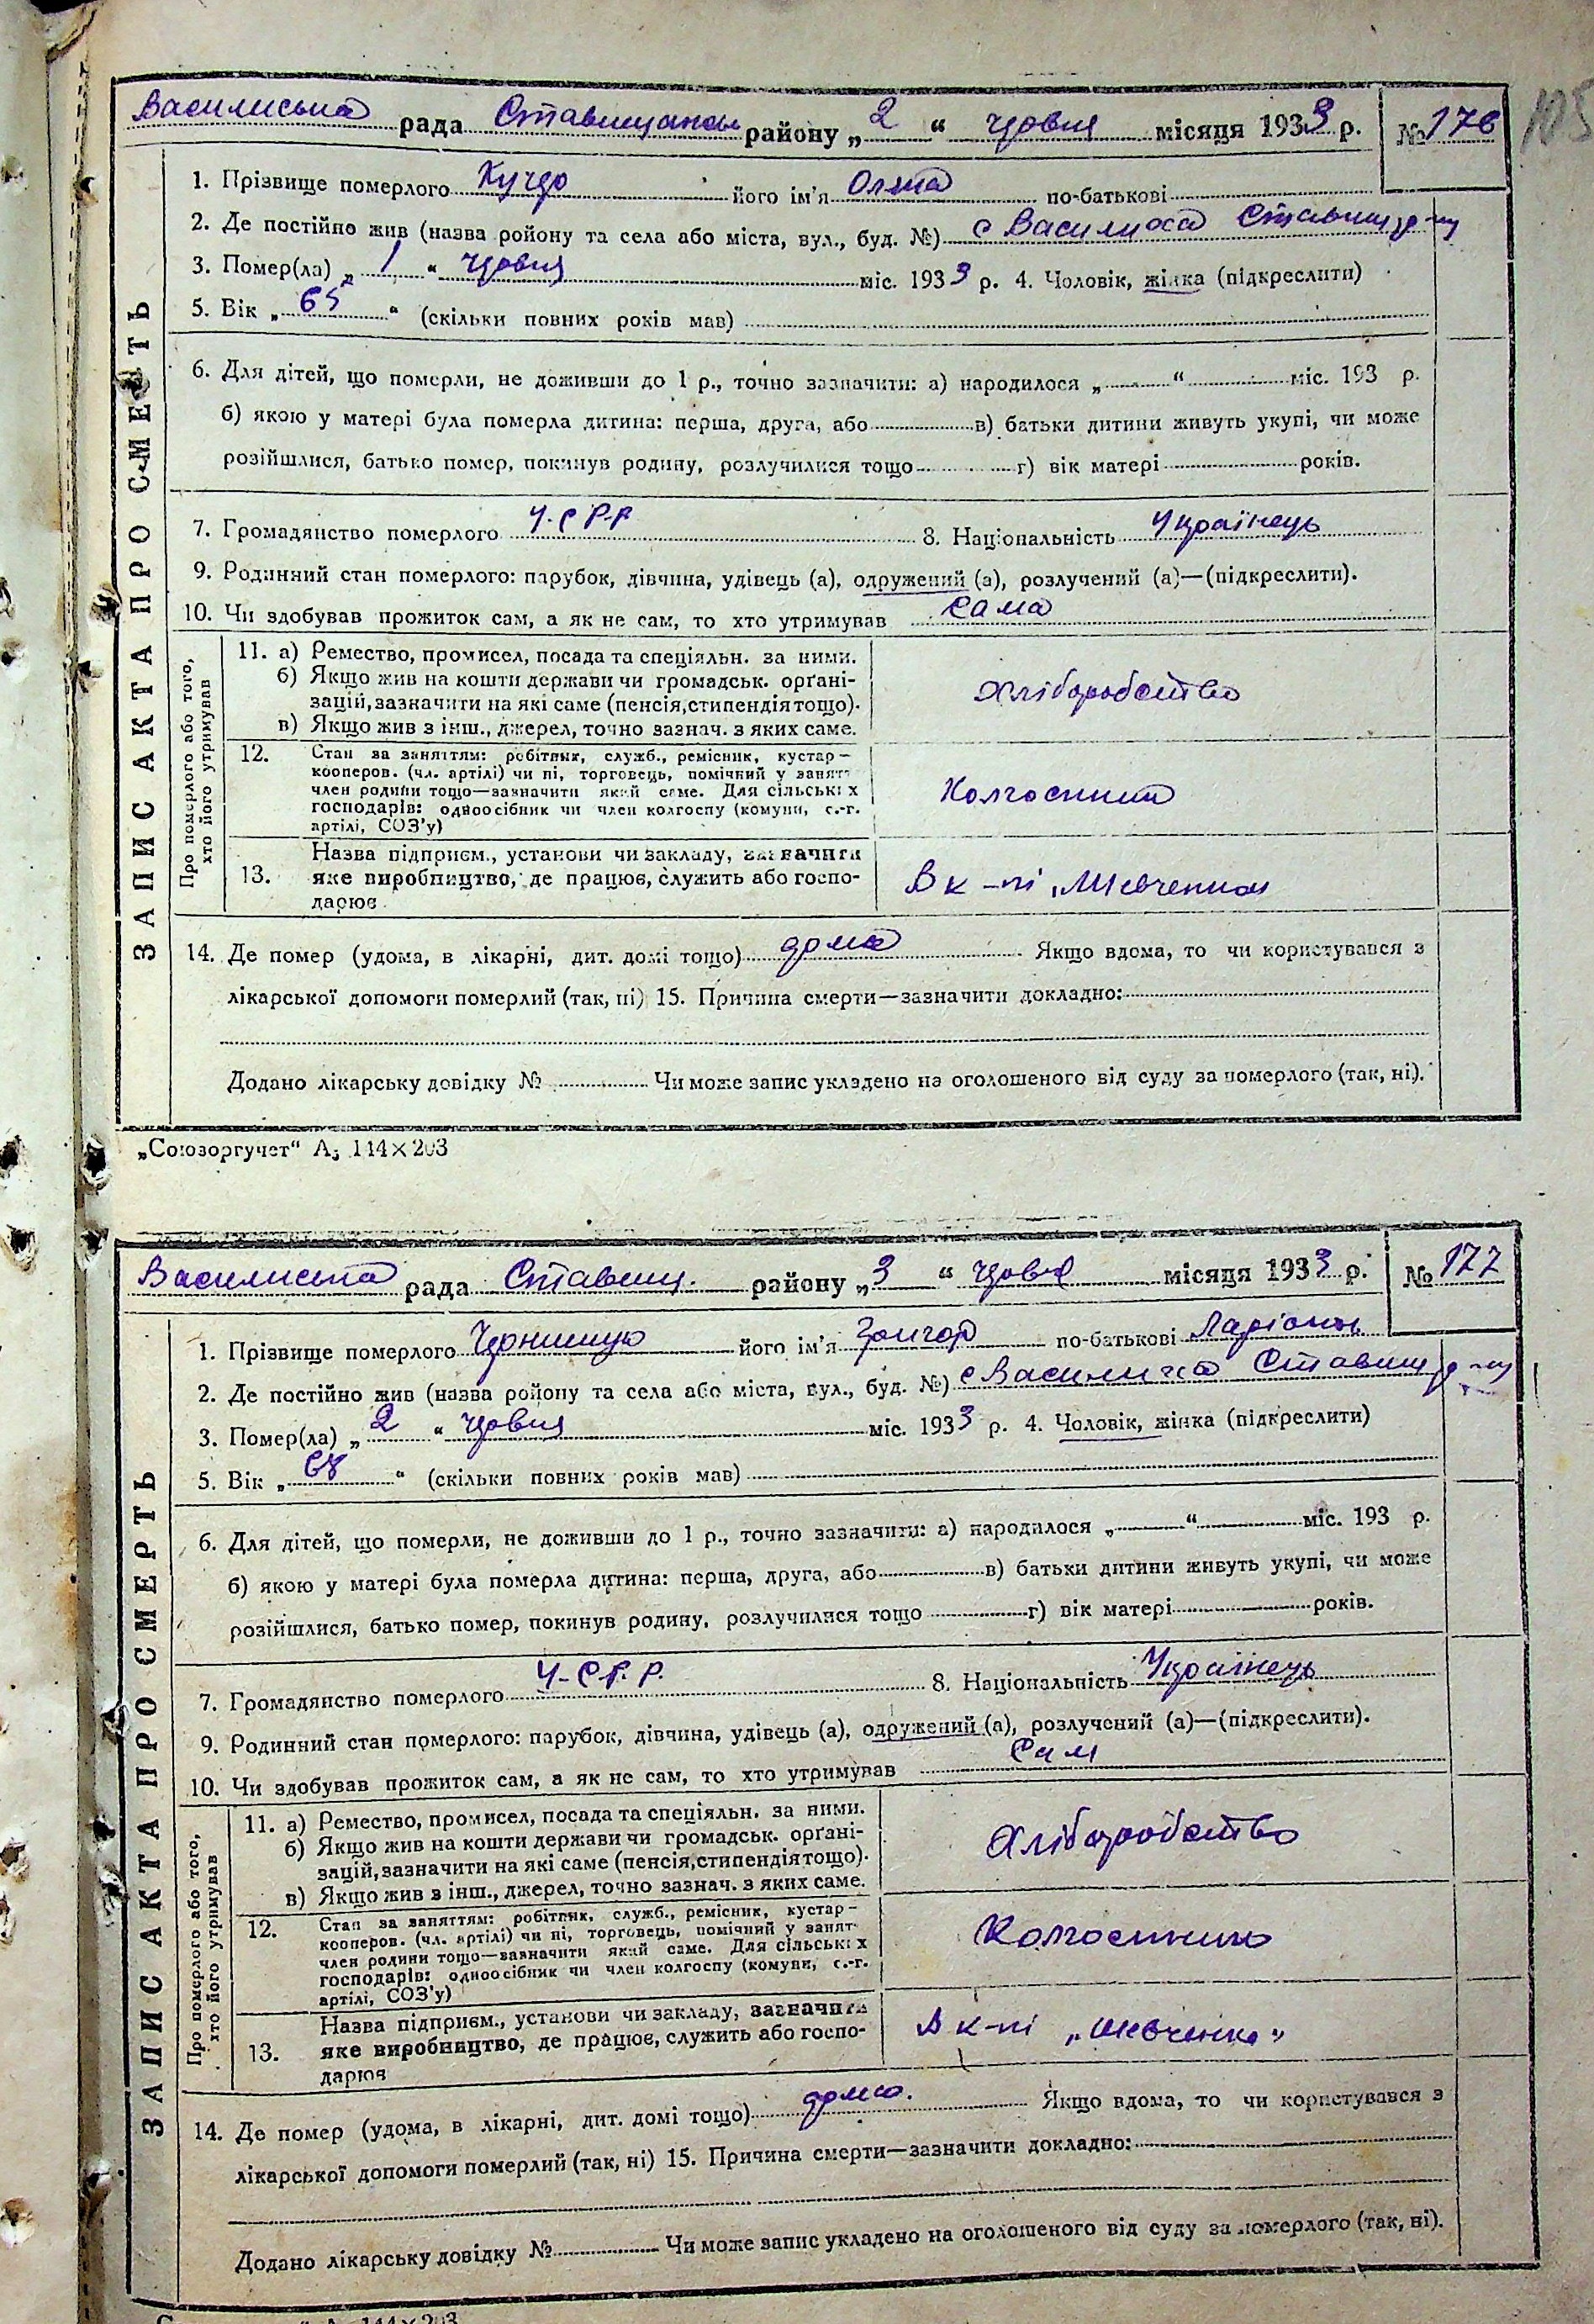 105
Василиська рада Ставищанськ району „2“ червня місяця 1933 р. № 176
1. Прізвище померлого його ім'я Ольга по-батькові
2. Де постійно жив (назва ройону та села або міста, вул., буд. №) с Василиха Ставищ р-ну
3. Помер(ла) „1“ червня міс. 1933 р. 4. Чоловік, жінка (підкреслити)
5. Вік „65“ (скільки повних років мав)
6. Для дітей, що померли, не доживши до 1 р., точно зазначити: а) народилося „ “ міс. 193 р.
б) якою у матері була померла дитина: перша, друга, або в) батьки дитини живуть укупі, чи може
розійшлися, батько помер, покинув родину, розлучилися тощо г) вік матері років.
7. Громадянство померлого У.С.Р.Р 8. Національність Українець
9. Родинний стан померлого: парубок, дівчина, удівець (а), одружений (а), розлучений (а)—(підкреслити).
10. Чи здобував прожиток сам, а як не сам, то хто утримував сама
ЗАПИС АКТА ПРО СМЕРТЬ
Про померлого або того, хто його утримував
11. а) Ремество, промисел, посада та спеціяльн. за ними.
б) Якщо жив на кошти держави чи громадськ. орґані-
зацій, зазначити на які саме (пенсія, стипендія тощо).
в) Якщо жив з інш., джерел, точно зазнач. з яких саме.
Хліборобство
12. Стан за заняттям: робітник, служб., ремісник, кустар-
кооперов. (чл. артілі) чи ні, торговець, помічний у занят-
член родини тощо—зазначити який саме. Для сільських
господарів: одноосібник чи член колгоспу (комуни, с.-г.
артілі, СОЗ'у)
13. Назва підприєм., установи чи закладу, зазначити
яке виробництво, де працює, служить або госпо-
дарює
В к-пі „Шевченка
14. Де помер (удома, в лікарні, дит. домі тощо) дома Якщо вдома, то чи користувався з
лікарської допомоги померлий (так, ні) 15. Причина смерти—зазначити докладно:
Додано лікарську довідку № Чи може запис укладено на оголошеного від суду за померлого (так, ні).
„Союзоргучет“ А5 144×203
Василиська рада Ставищ. району „3“ червня місяця 1933 р. № 177
1. Прізвище померлого його ім'я Григор по-батькові Ларіонов
2. Де постійно жив (назва ройону та села або міста, вул., буд. №) с Василиха Ставищ р-ну
3. Помер(ла) „2“ червня міс. 1933 р. 4. Чоловік, жінка (підкреслити)
5. Вік „68“ (скільки повних років мав)
6. Для дітей, що померли, не доживши до 1 р., точно зазначити: а) народилося „ “ міс. 193 р.
б) якою у матері була померла дитина: перша, друга, або в) батьки дитини живуть укупі, чи може
розійшлися, батько помер, покинув родину, розлучилися тощо г) вік матері років.
7. Громадянство померлого У.С.Р.Р. 8. Національність Українець
9. Родинний стан померлого: парубок, дівчина, удівець (а), одружений (а), розлучений (а)—(підкреслити).
10. Чи здобував прожиток сам, а як не сам, то хто утримував Сам
ЗАПИС АКТА ПРО СМЕРТЬ
Про померлого або того, хто його утримував
11. а) Ремество, промисел, посада та спеціяльн. за ними.
б) Якщо жив на кошти держави чи громадськ. орґані-
зацій, зазначити на які саме (пенсія, стипендія тощо).
в) Якщо жив з інш., джерел, точно зазнач. з яких саме.
Хліборобство
12. Стан за заняттям: робітник, служб., ремісник, кустар-
кооперов. (чл. артілі) чи ні, торговець, помічний у занят-
член родини тощо—зазначити який саме. Для сільських
господарів: одноосібник чи член колгоспу (комуни, с.-г.
артілі, СОЗ'у)
13. Назва підприєм., установи чи закладу, зазначити
яке виробництво, де працює, служить або госпо-
дарює
В к-пі „Шевченка“
14. Де помер (удома, в лікарні, дит. домі тощо) дома. Якщо вдома, то чи користувався з
лікарської допомоги померлий (так, ні) 15. Причина смерти—зазначити докладно:
Додано лікарську довідку № Чи може запис укладено на оголошеного від суду за померлого (так, ні).